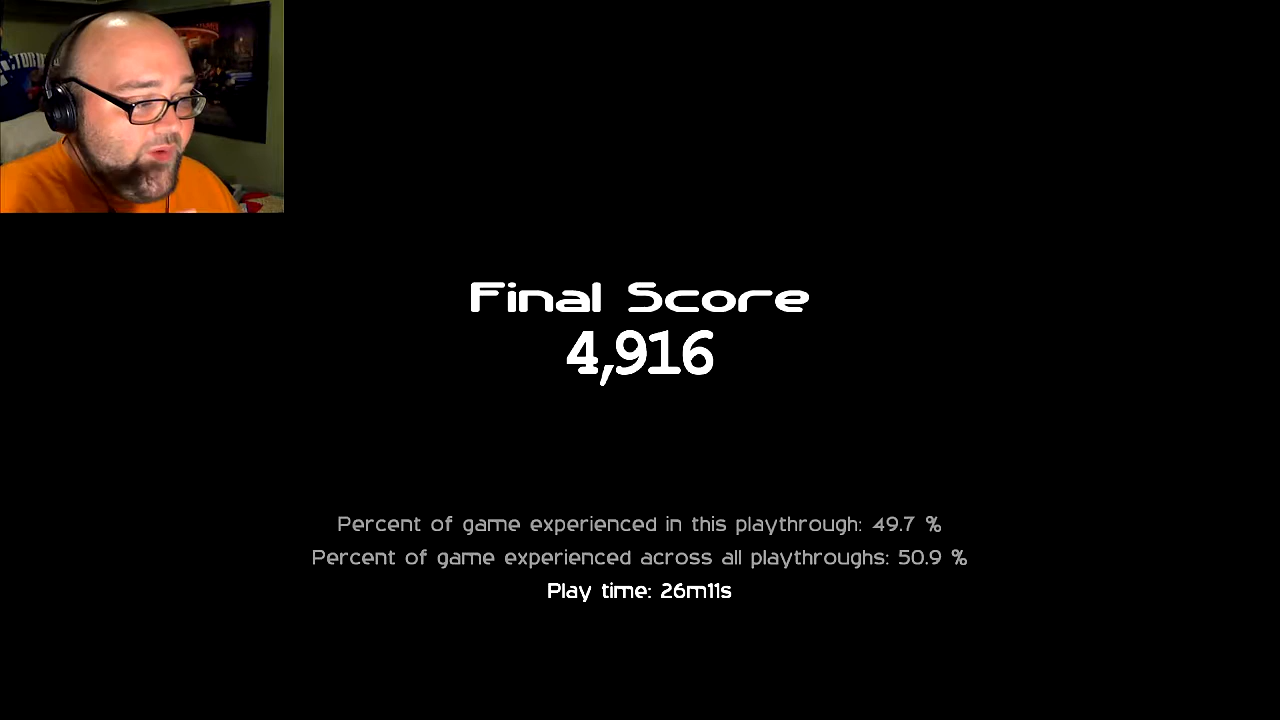 Final Score
4,916
Percent of game experienced in this playthrough: 49.7 %
Percent of game experienced across all playthroughs: 50.9 %
Play time: 26m11s